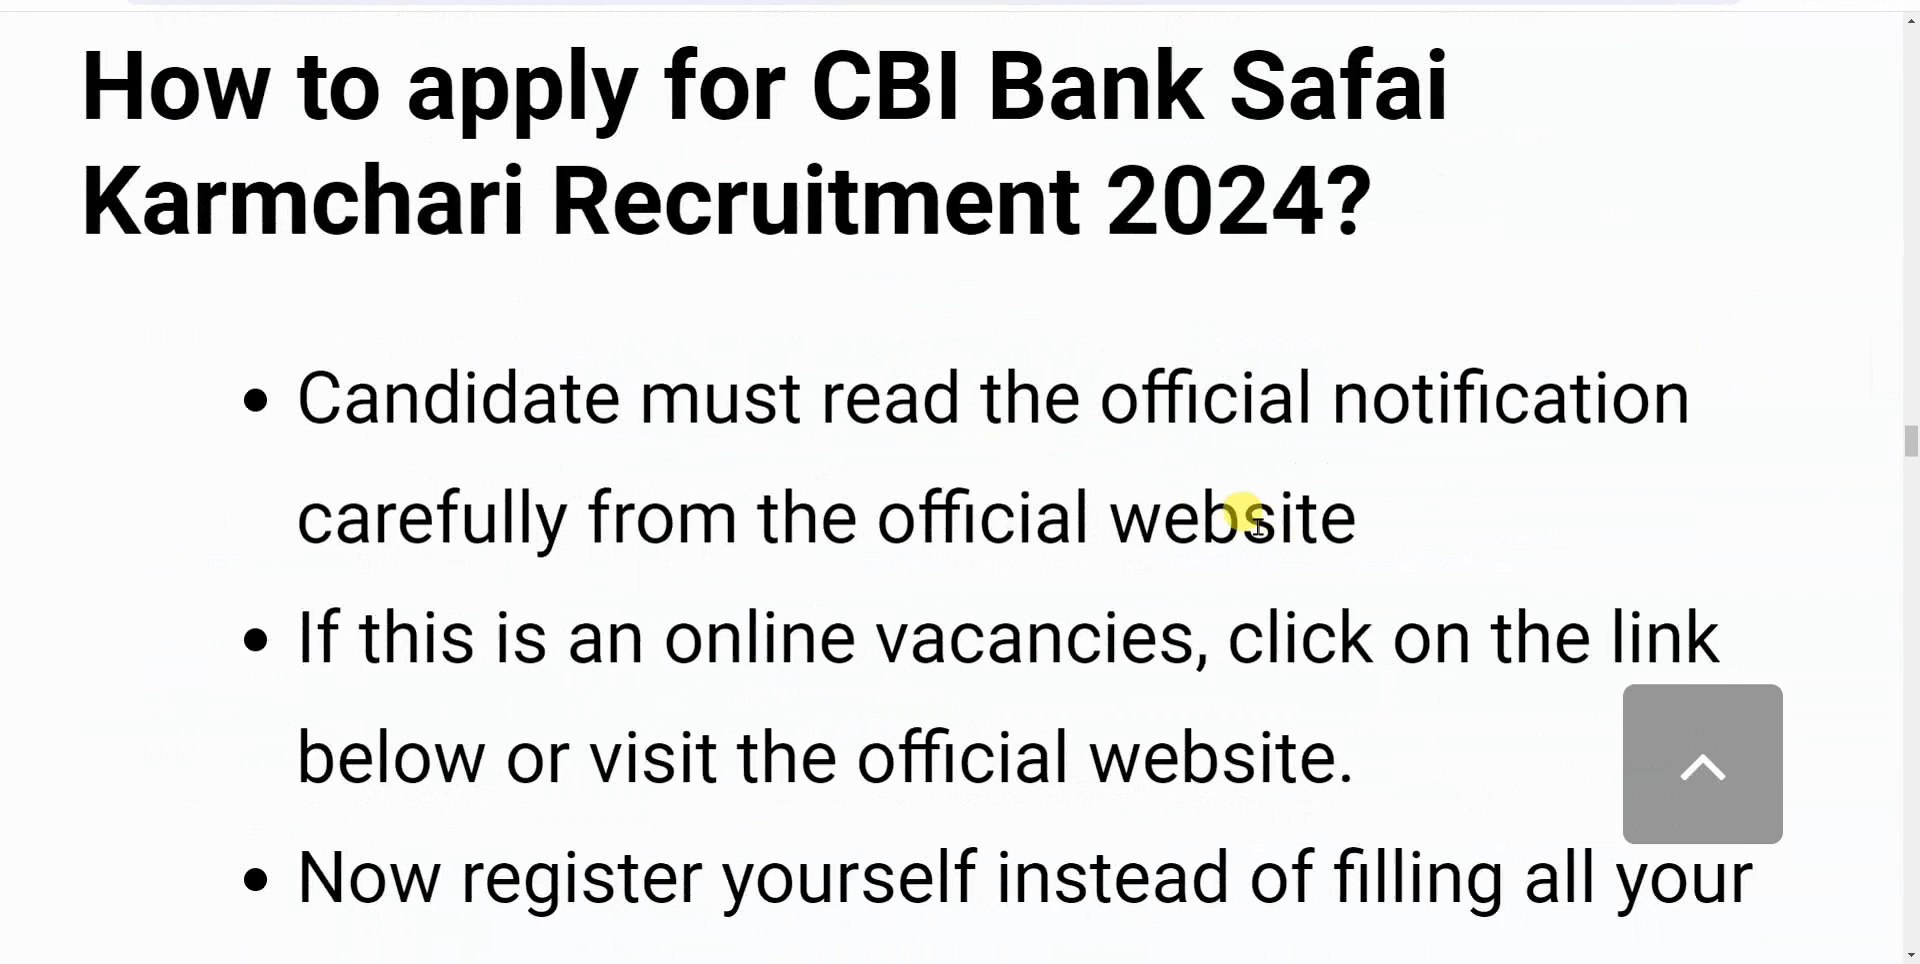 How to apply for CBI Bank Safai
Karmchari Recruitment 2024?
• Candidate must read the official notification
carefully from the official website
• If this is an online vacancies, click on the link
below or visit the official website.
• Now register yourself instead of filling all your